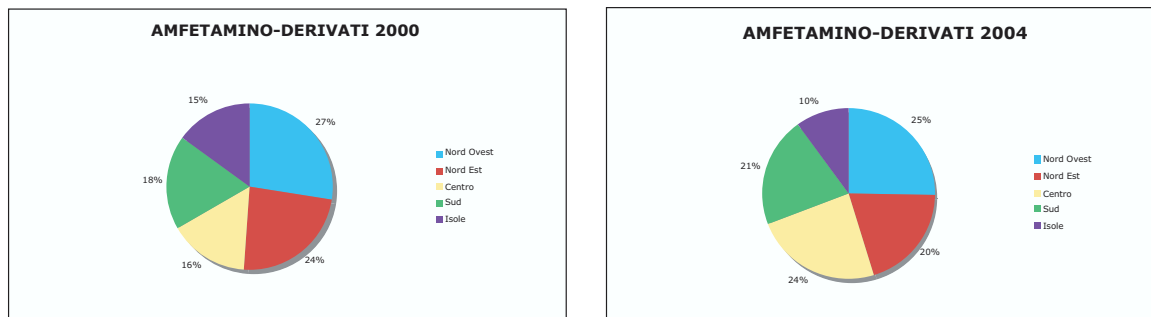 AMFETAMINO-DERIVATI 2000
15%
27%
18%
16%
24%
Nord Ovest
Nord Est
Centro
Sud
Isole
AMFETAMINO-DERIVATI 2004
10%
25%
21%
24%
20%
Nord Ovest
Nord Est
Centro
Sud
Isole